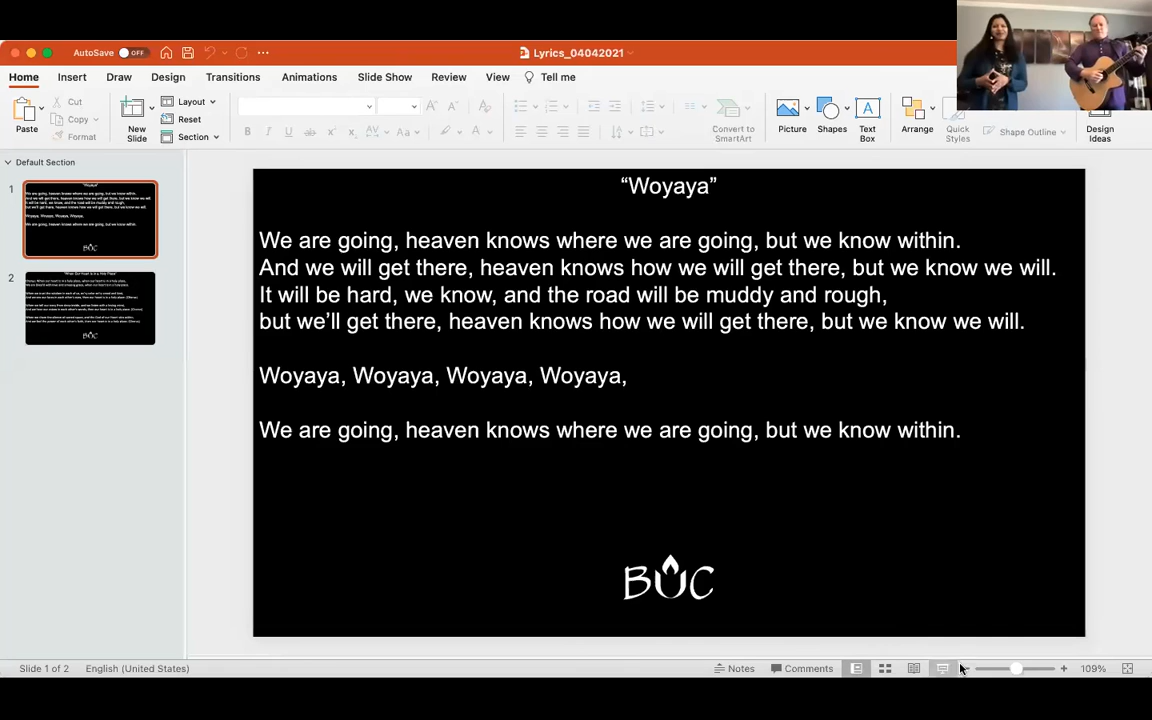 AutoSave OFF
Lyrics_04042021
Home Insert Draw Design Transitions Animations Slide Show Review View Tell me
Paste
Cut
Copy
Format
New Slide
Layout
Reset
Section
B I U
Convert to SmartArt
Picture
Shapes
Text Box
Arrange
Quick Styles
Shape Outline
Design Ideas
Default Section
1
2
“Woyaya”
We are going, heaven knows where we are going, but we know within.
And we will get there, heaven knows how we will get there, but we know we will.
It will be hard, we know, and the road will be muddy and rough,
but we’ll get there, heaven knows how we will get there, but we know we will.
Woyaya, Woyaya, Woyaya, Woyaya,
We are going, heaven knows where we are going, but we know within.
BUC
Slide 1 of 2 English (United States) Notes Comments 109%